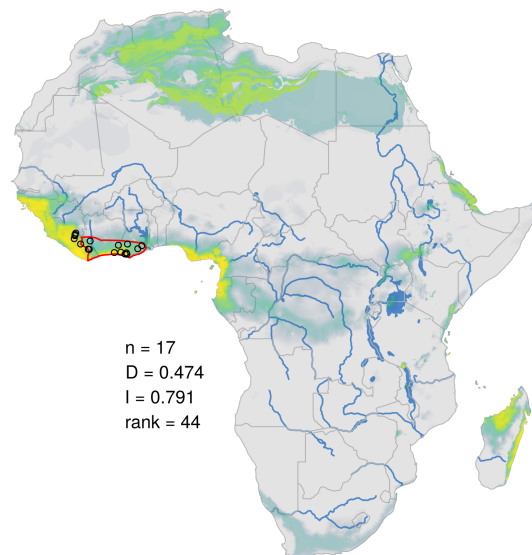 n = 17
D = 0.474
I = 0.791
rank = 44